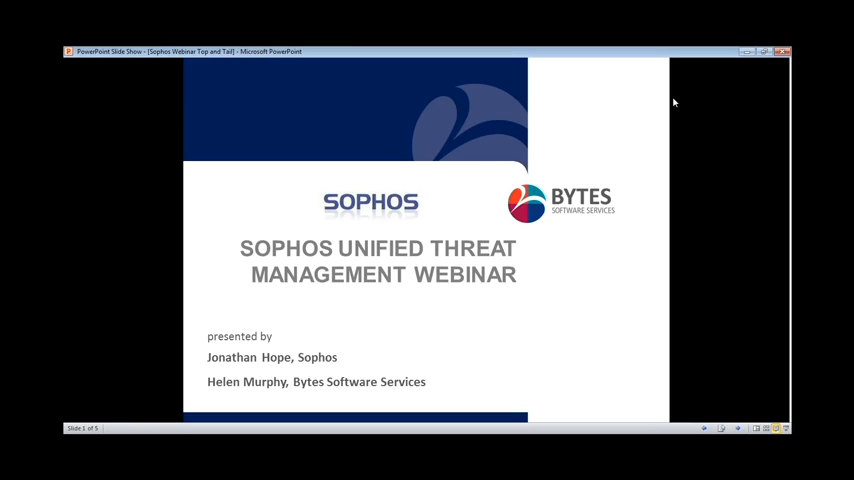 PowerPoint Slide Show - [Sophos Webinar Top and Tail] - Microsoft PowerPoint
SOPHOS
BYTES
SOFTWARE SERVICES
SOPHOS UNIFIED THREAT
MANAGEMENT WEBINAR
presented by
Jonathan Hope, Sophos
Helen Murphy, Bytes Software Services
Slide 1 of 5